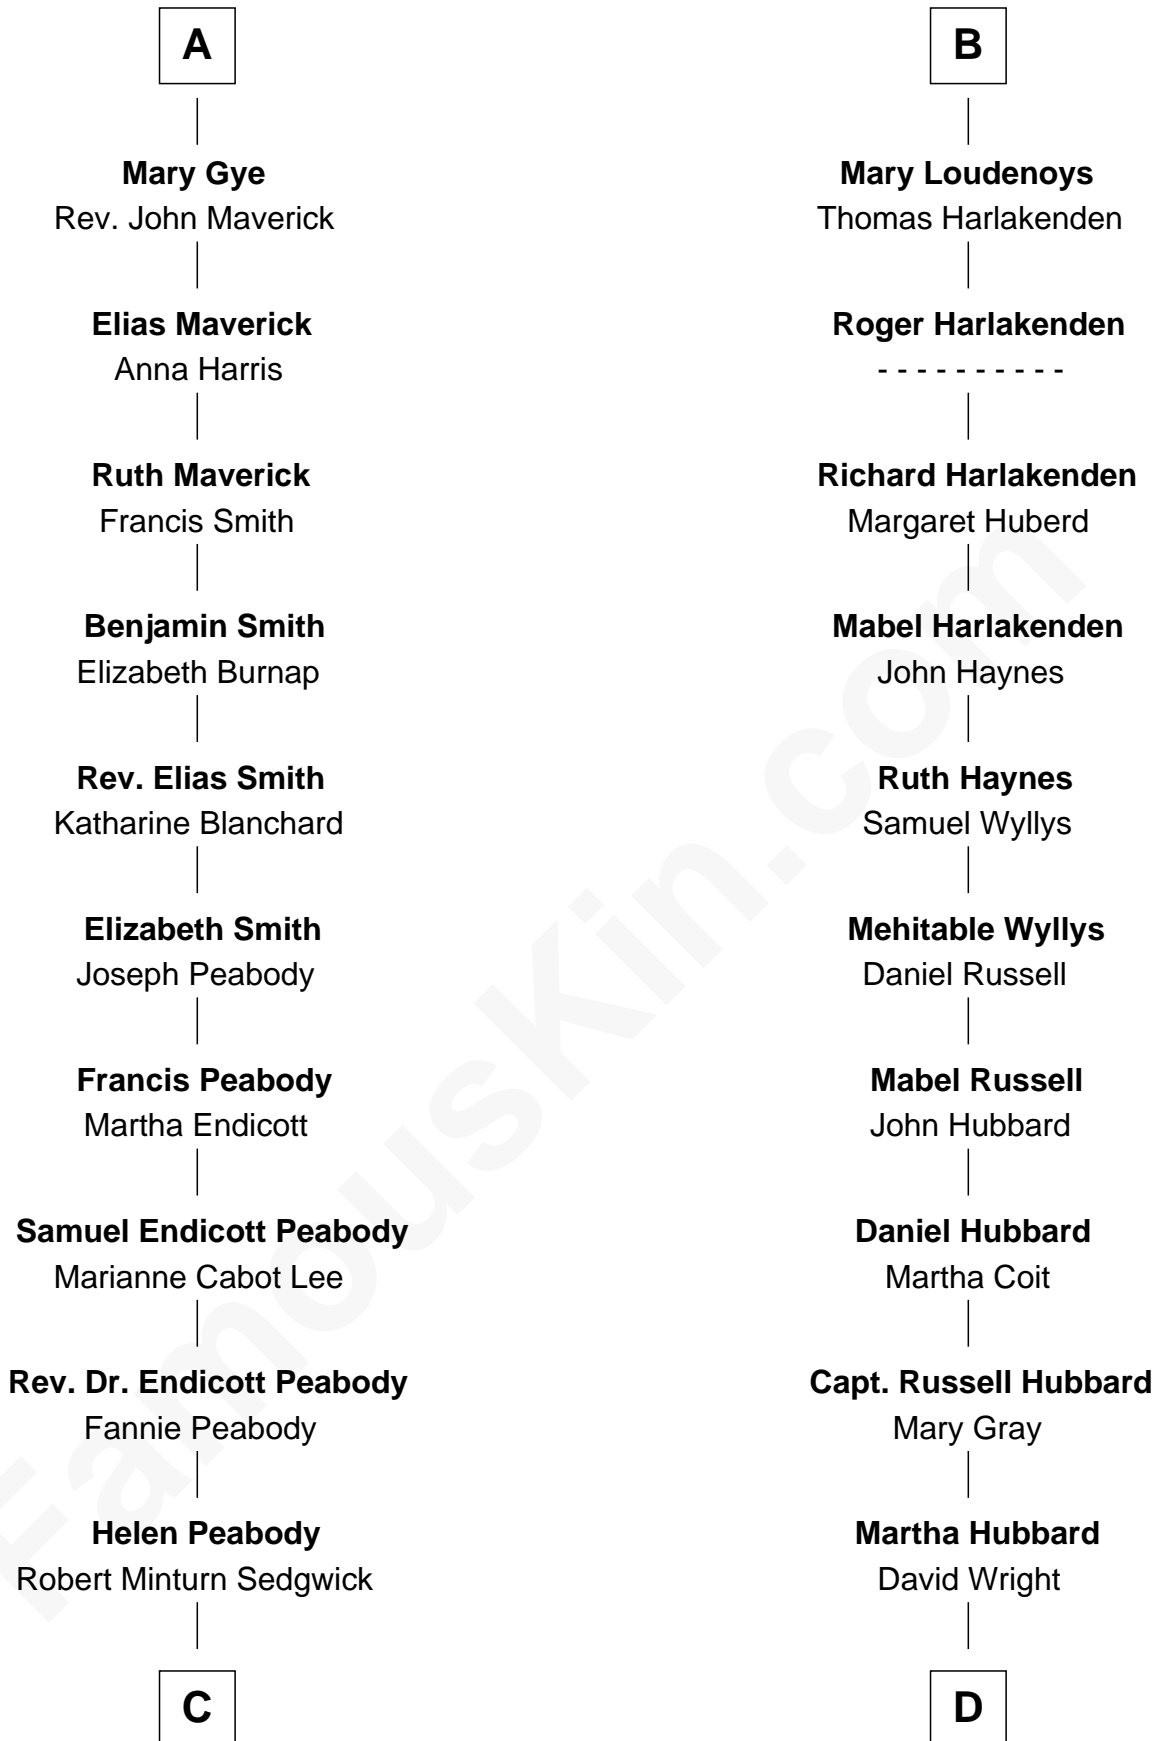 A
Mary Gye
Rev. John Maverick
Elias Maverick
Anna Harris
Ruth Maverick
Francis Smith
Benjamin Smith
Elizabeth Burnap
Rev. Elias Smith
Katharine Blanchard
Elizabeth Smith
Joseph Peabody
Francis Peabody
Martha Endicott
Samuel Endicott Peabody
Marianne Cabot Lee
Rev. Dr. Endicott Peabody
Fannie Peabody
Helen Peabody
Robert Minturn Sedgwick
C
B
Mary Loudenoys
Thomas Harlakenden
Roger Harlakenden
- - - - - - - - - -
Richard Harlakenden
Margaret Huberd
Mabel Harlakenden
John Haynes
Ruth Haynes
Samuel Wyllys
Mehitable Wyllys
Daniel Russell
Mabel Russell
John Hubbard
Daniel Hubbard
Martha Coit
Capt. Russell Hubbard
Mary Gray
Martha Hubbard
David Wright
D
FamousKin.com